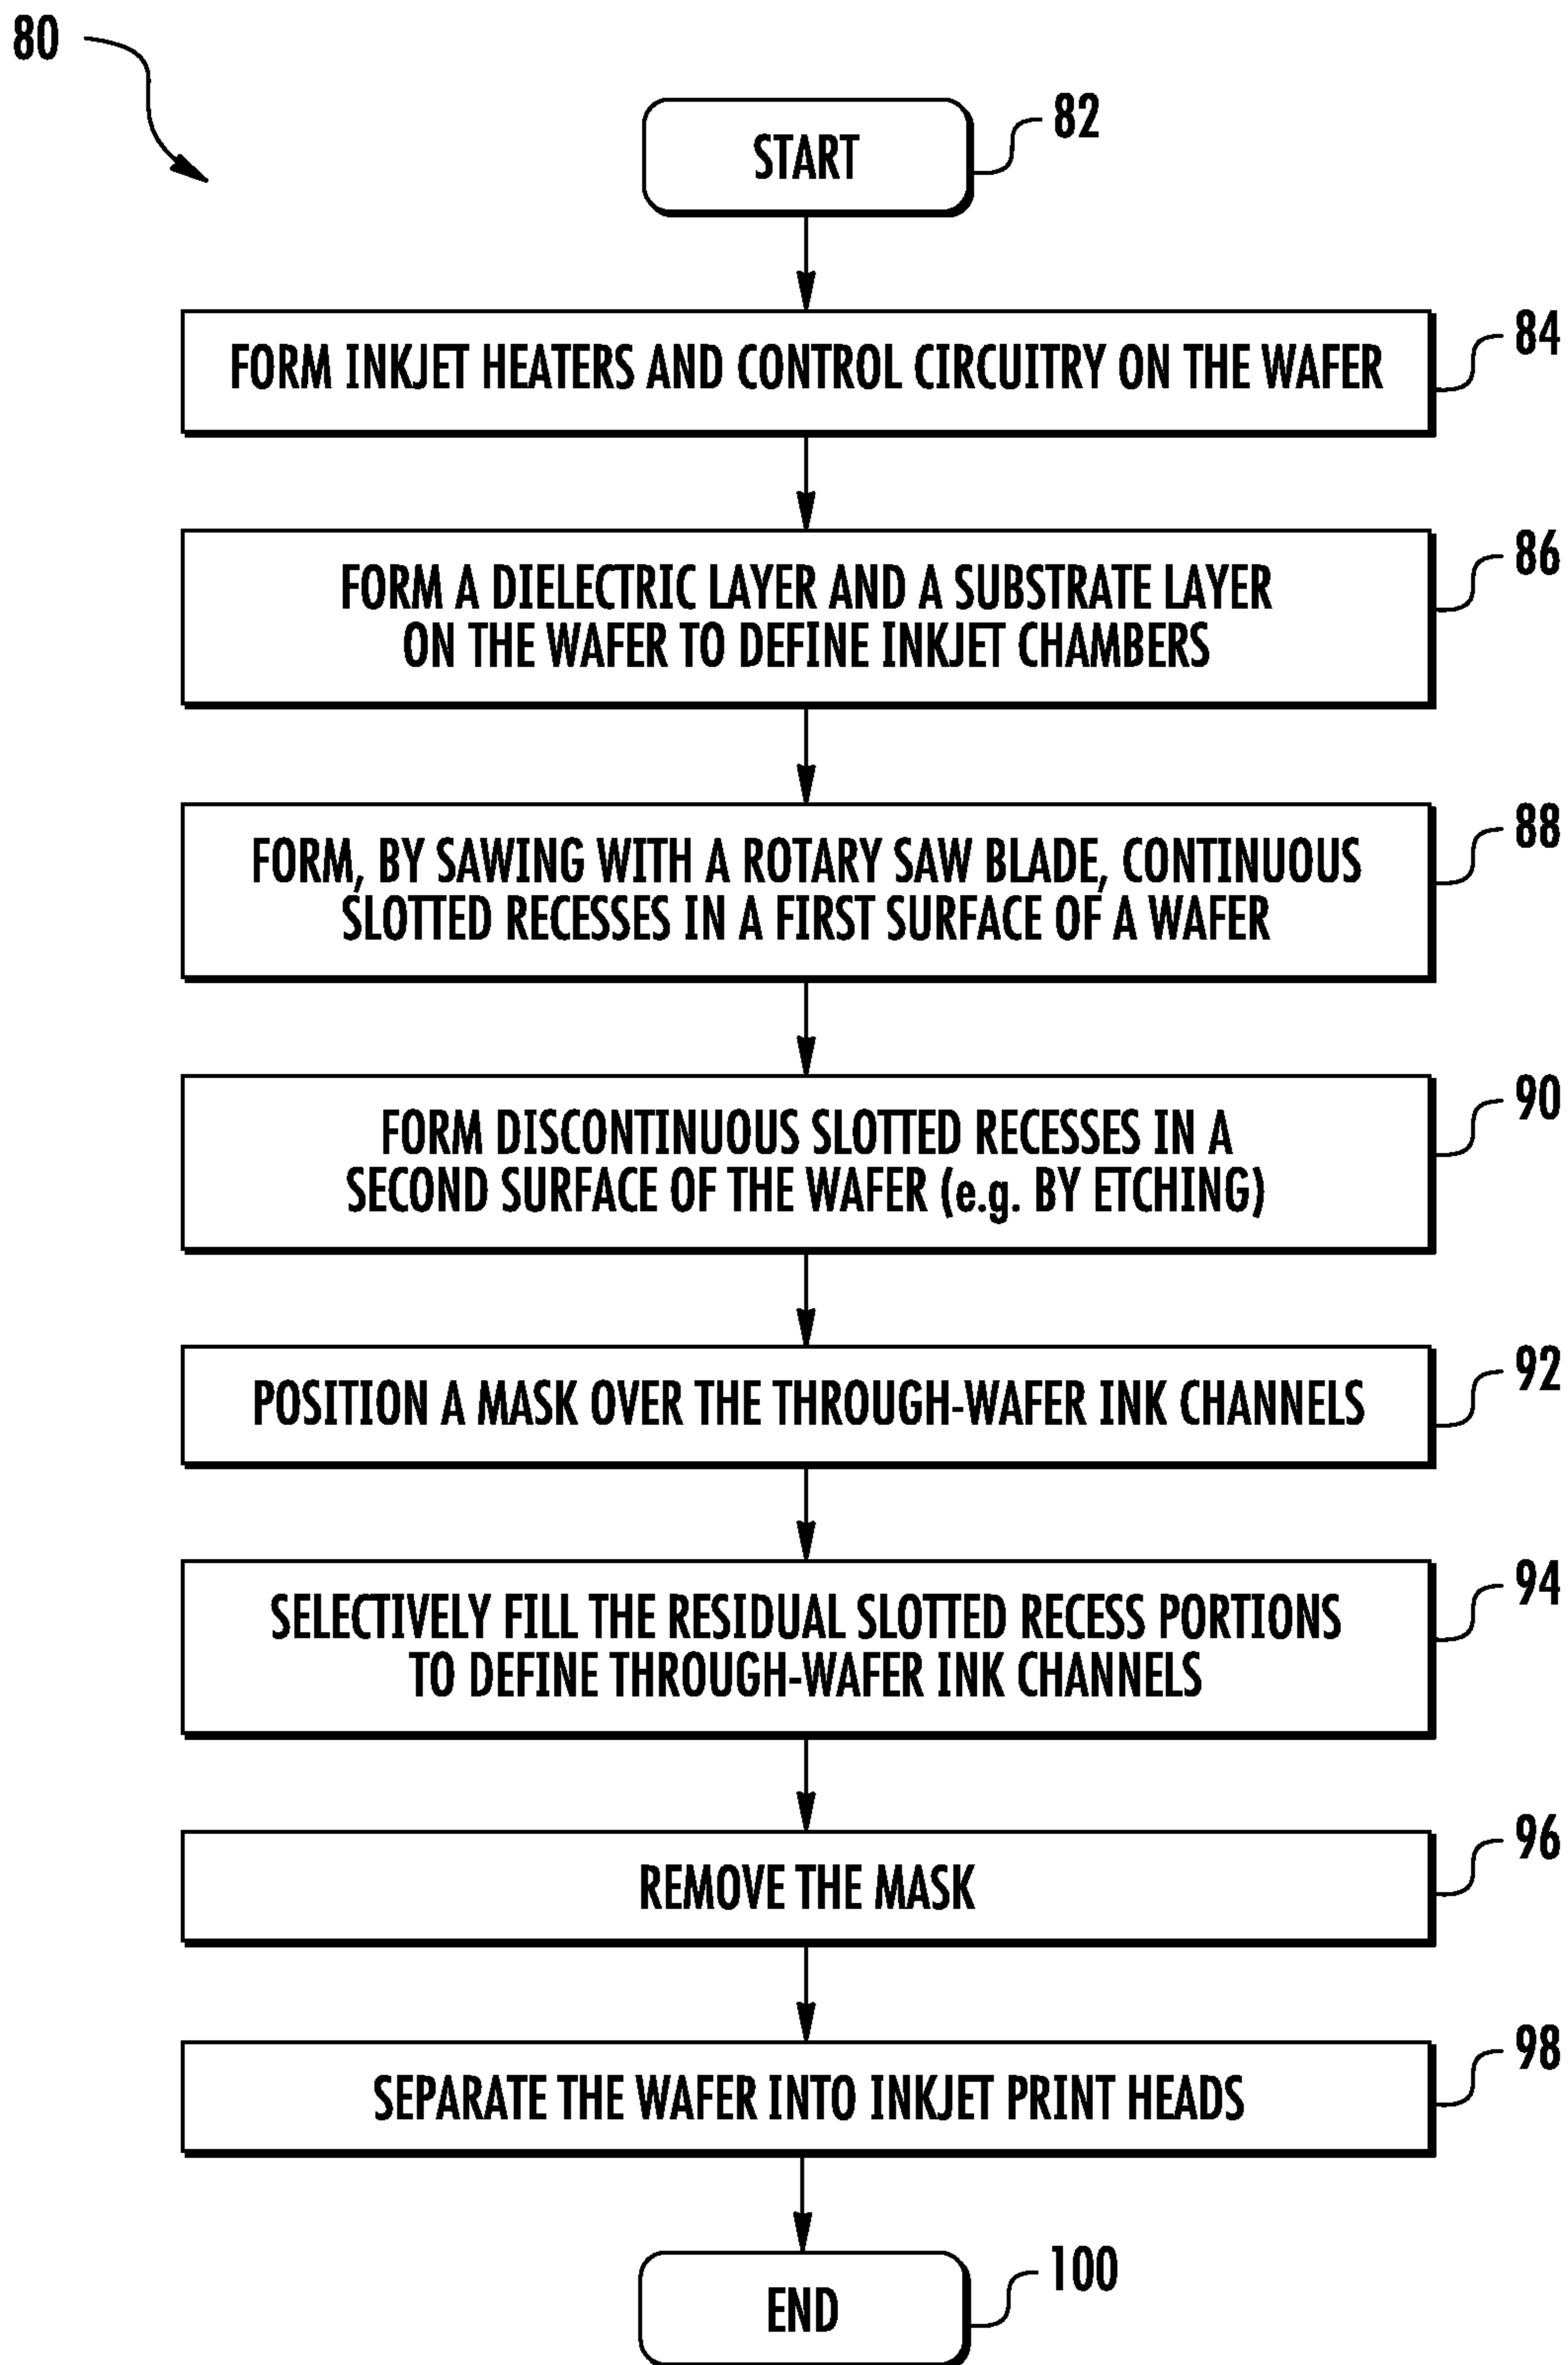 80
START
82
FORM INKJET HEATERS AND CONTROL CIRCUITRY ON THE WAFER
84
FORM A DIELECTRIC LAYER AND A SUBSTRATE LAYER
ON THE WAFER TO DEFINE INKJET CHAMBERS
86
FORM, BY SAWING WITH A ROTARY SAW BLADE, CONTINUOUS
SLOTTED RECESSES IN A FIRST SURFACE OF A WAFER
88
FORM DISCONTINUOUS SLOTTED RECESSES IN A
SECOND SURFACE OF THE WAFER (e.g. BY ETCHING)
90
POSITION A MASK OVER THE THROUGH-WAFER INK CHANNELS
92
SELECTIVELY FILL THE RESIDUAL SLOTTED RECESS PORTIONS
TO DEFINE THROUGH-WAFER INK CHANNELS
94
REMOVE THE MASK
96
SEPARATE THE WAFER INTO INKJET PRINT HEADS
98
END
100